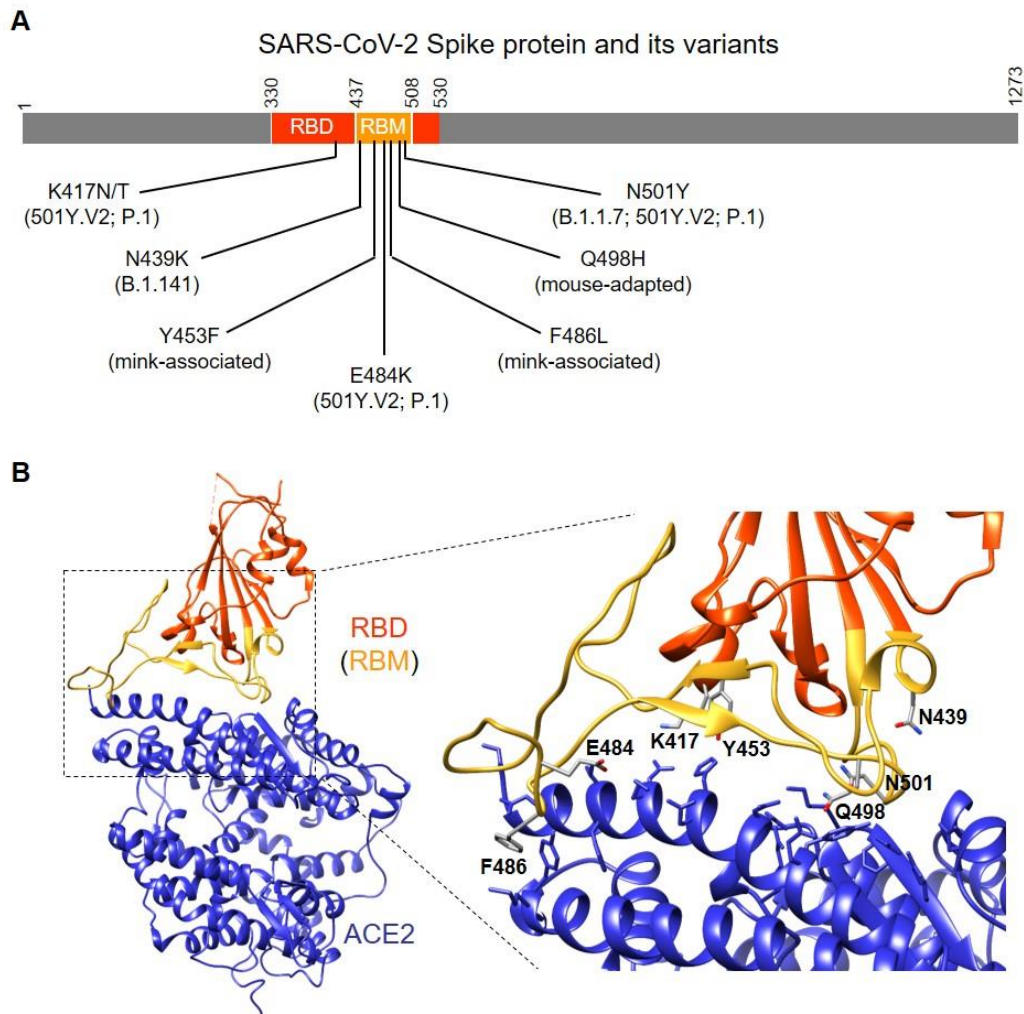 A
SARS-CoV-2 Spike protein and its variants
1
330
437
508
530
1273
RBD
RBM
K417N/T
(501Y.V2; P.1)
N501Y
(B.1.1.7; 501Y.V2; P.1)
N439K
(B.1.141)
Q498H
(mouse-adapted)
Y453F
(mink-associated)
F486L
(mink-associated)
E484K
(501Y.V2; P.1)
B
RBD
(RBM)
ACE2
N439
K417
Y453
E484
N501
Q498
F486